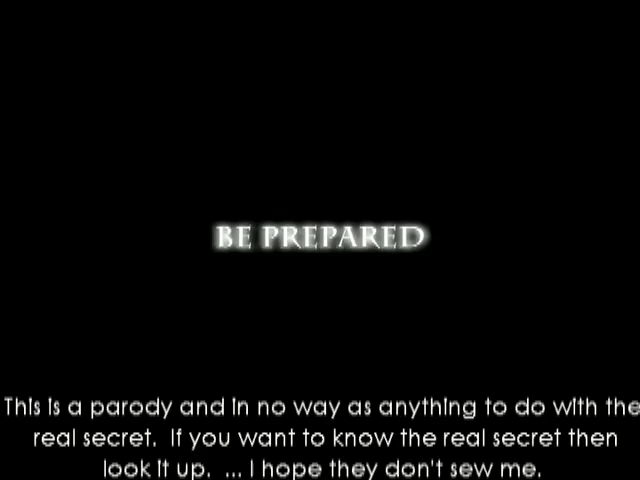 BE PREPARED
This is a parody and in no way as anything to do with the
real secret. If you want to know the real secret then
look it up. ... I hope they don't sew me.